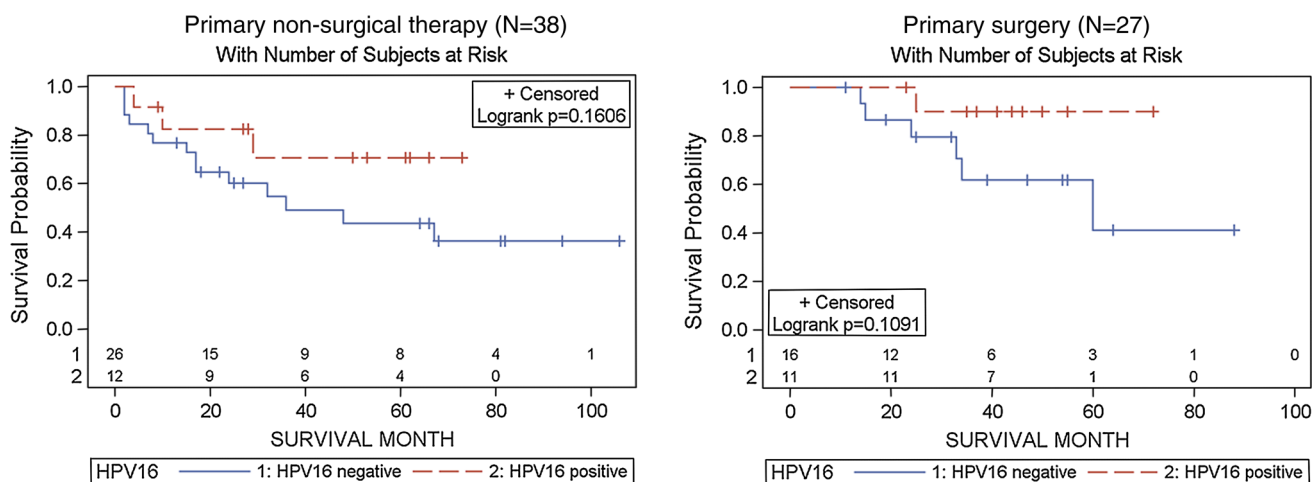 Primary non-surgical therapy (N=38)
With Number of Subjects at Risk
1.0
0.8
0.6
0.4
0.2
0.0
Survival Probability
+ Censored
Logrank p=0.1606
1 26 15 9 8 4 1
2 12 9 6 4 0
0 20 40 60 80 100
SURVIVAL MONTH
HPV16 1: HPV16 negative 2: HPV16 positive
Primary surgery (N=27)
With Number of Subjects at Risk
1.0
0.8
0.6
0.4
0.2
0.0
Survival Probability
+ Censored
Logrank p=0.1091
1 16 12 6 3 1 0
2 11 11 7 1 0
0 20 40 60 80 100
SURVIVAL MONTH
HPV16 1: HPV16 negative 2: HPV16 positive